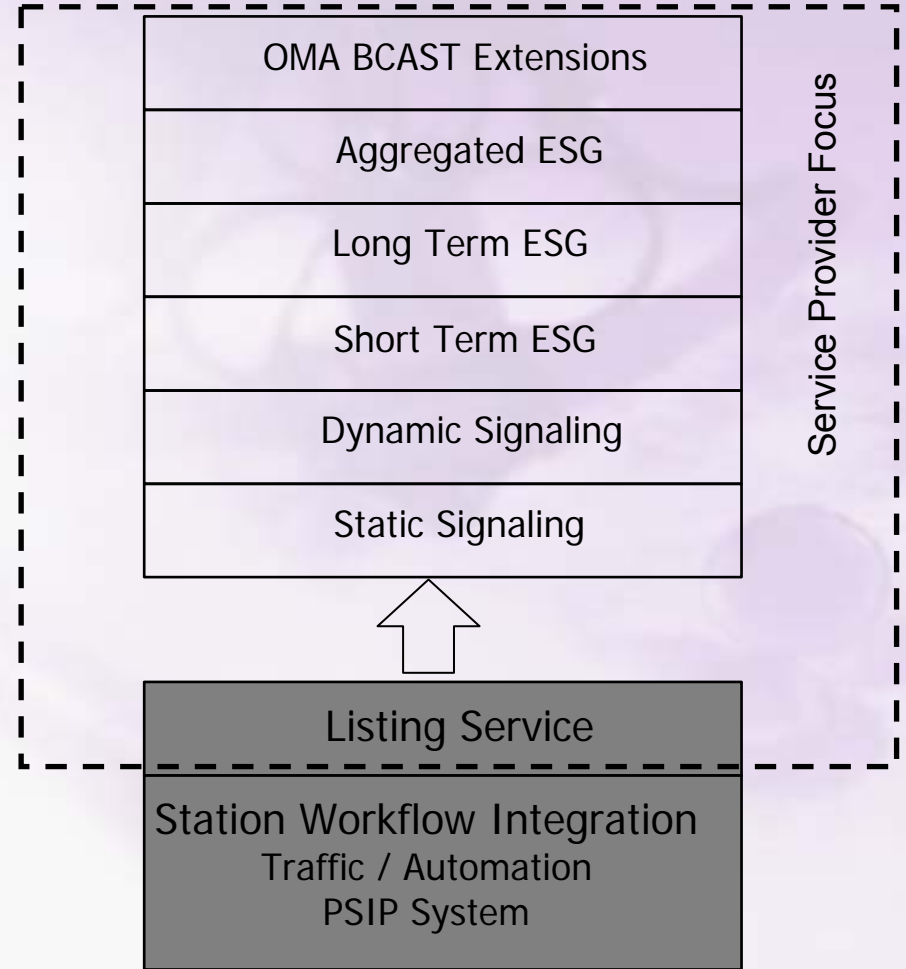 OMA BCAST Extensions
Aggregated ESG
Long Term ESG
Short Term ESG
Dynamic Signaling
Static Signaling
Service Provider Focus
Listing Service
Station Workflow Integration
Traffic / Automation
PSIP System